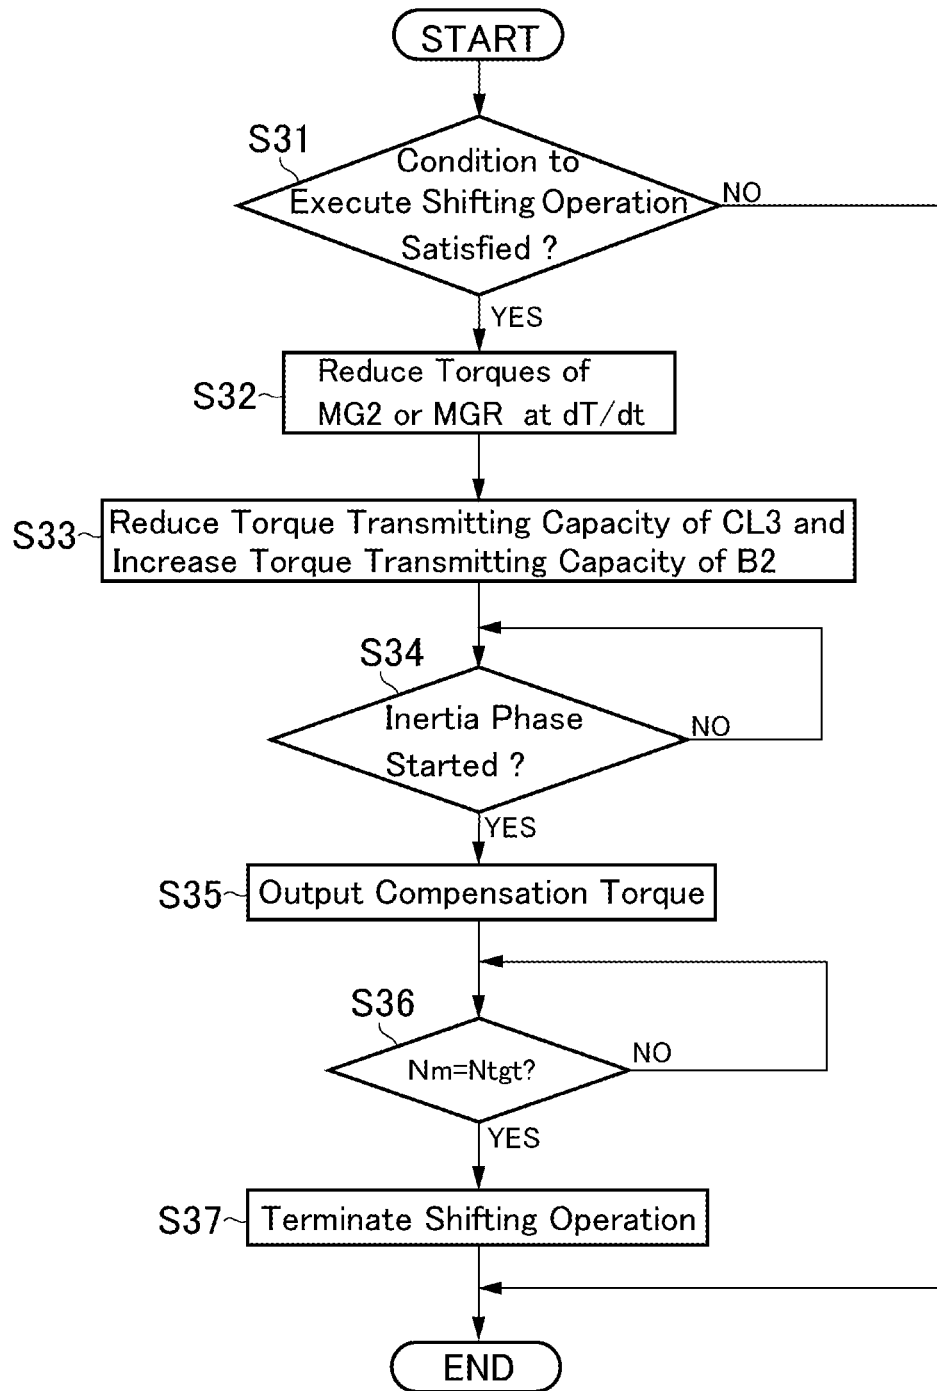 START
S31
Condition to
Execute Shifting Operation
Satisfied ?
NO
YES
S32
Reduce Torques of
MG2 or MGR at dT/dt
S33
Reduce Torque Transmitting Capacity of CL3 and
Increase Torque Transmitting Capacity of B2
S34
Inertia Phase
Started ?
NO
YES
S35
Output Compensation Torque
S36
Nm=Ntgt?
NO
YES
S37
Terminate Shifting Operation
END